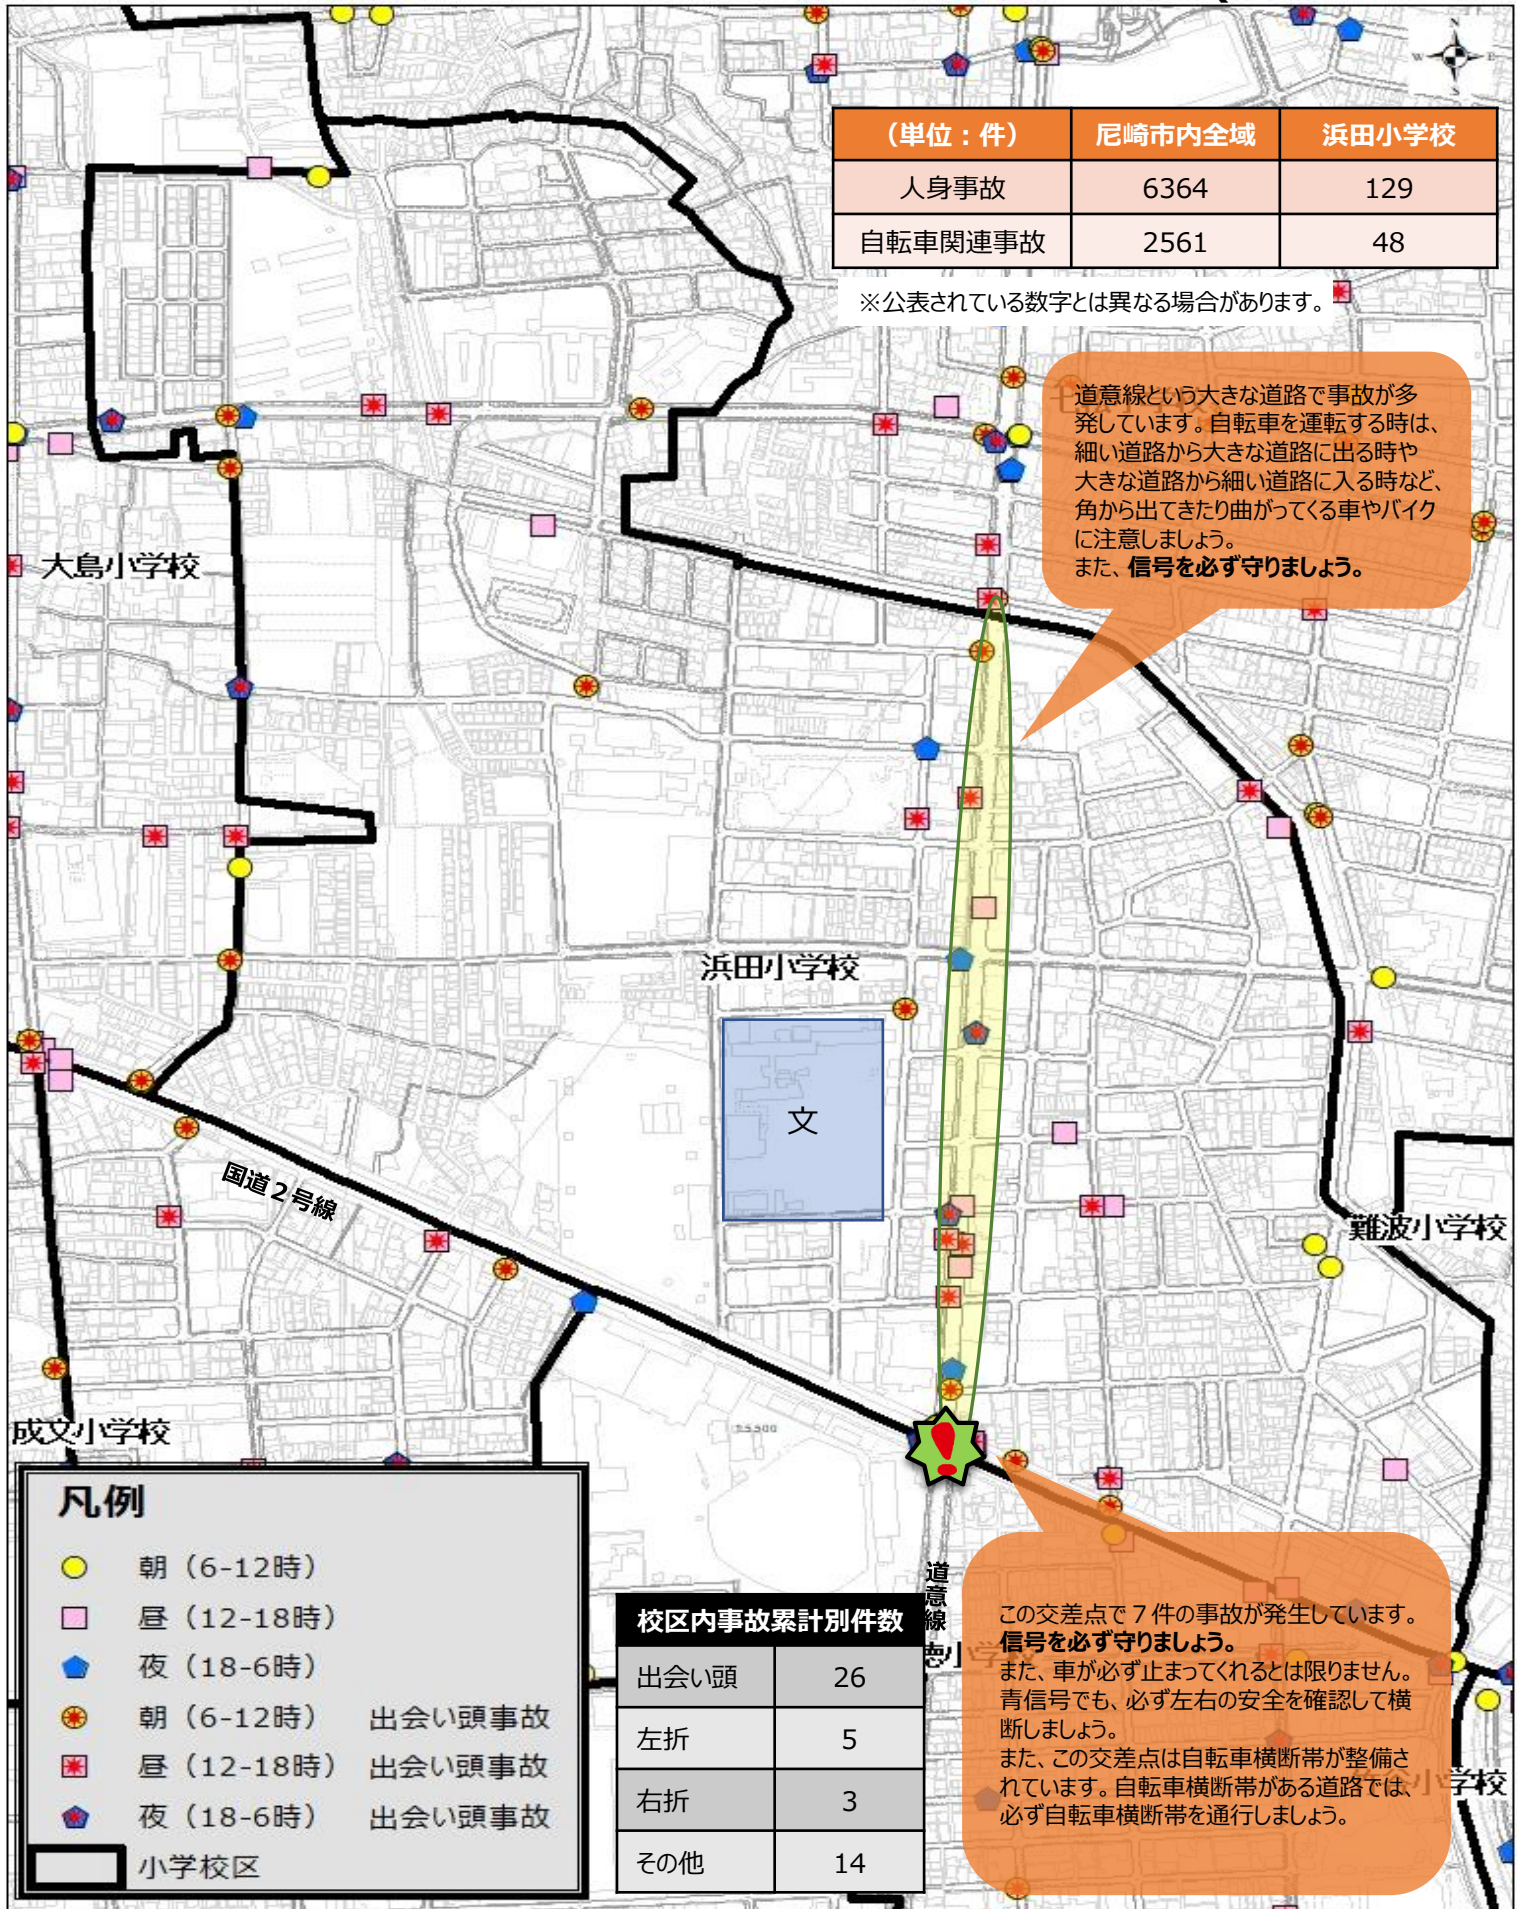 N
W
E
S
（単位：件） 尼崎市内全域 浜田小学校
人身事故 6364 129
自転車関連事故 2561 48
※公表されている数字とは異なる場合があります。
道意線という大きな道路で事故が多
発しています。自転車を運転する時は、
細い道路から大きな道路に出る時や
大きな道路から細い道路に入る時など、
角から出てきたり曲がってくる車やバイク
に注意しましょう。
また、信号を必ず守りましょう。
大島小学校
浜田小学校
文
国道２号線
難波小学校
成文小学校
道意線
小学校
小学校
凡例
朝（6-12時）
昼（12-18時）
夜（18-6時）
朝（6-12時） 出会い頭事故
昼（12-18時） 出会い頭事故
夜（18-6時） 出会い頭事故
小学校区
校区内事故累計別件数
出会い頭 26
左折 5
右折 3
その他 14
この交差点で７件の事故が発生しています。
信号を必ず守りましょう。
また、車が必ず止まってくれるとは限りません。
青信号でも、必ず左右の安全を確認して横
断しましょう。
また、この交差点は自転車横断帯が整備さ
れています。自転車横断帯がある道路では、
必ず自転車横断帯を通行しましょう。